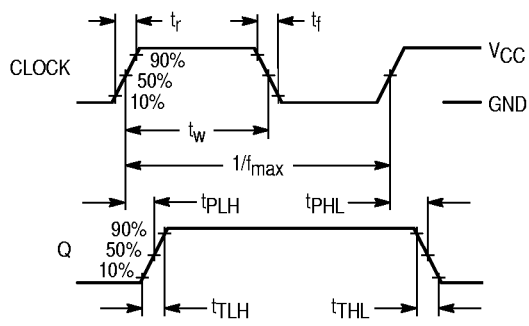 tr
tf
CLOCK
90%
50%
10%
VCC
GND
tw
1/fmax
tPLH
tPHL
Q
90%
50%
10%
tTLH
tTHL